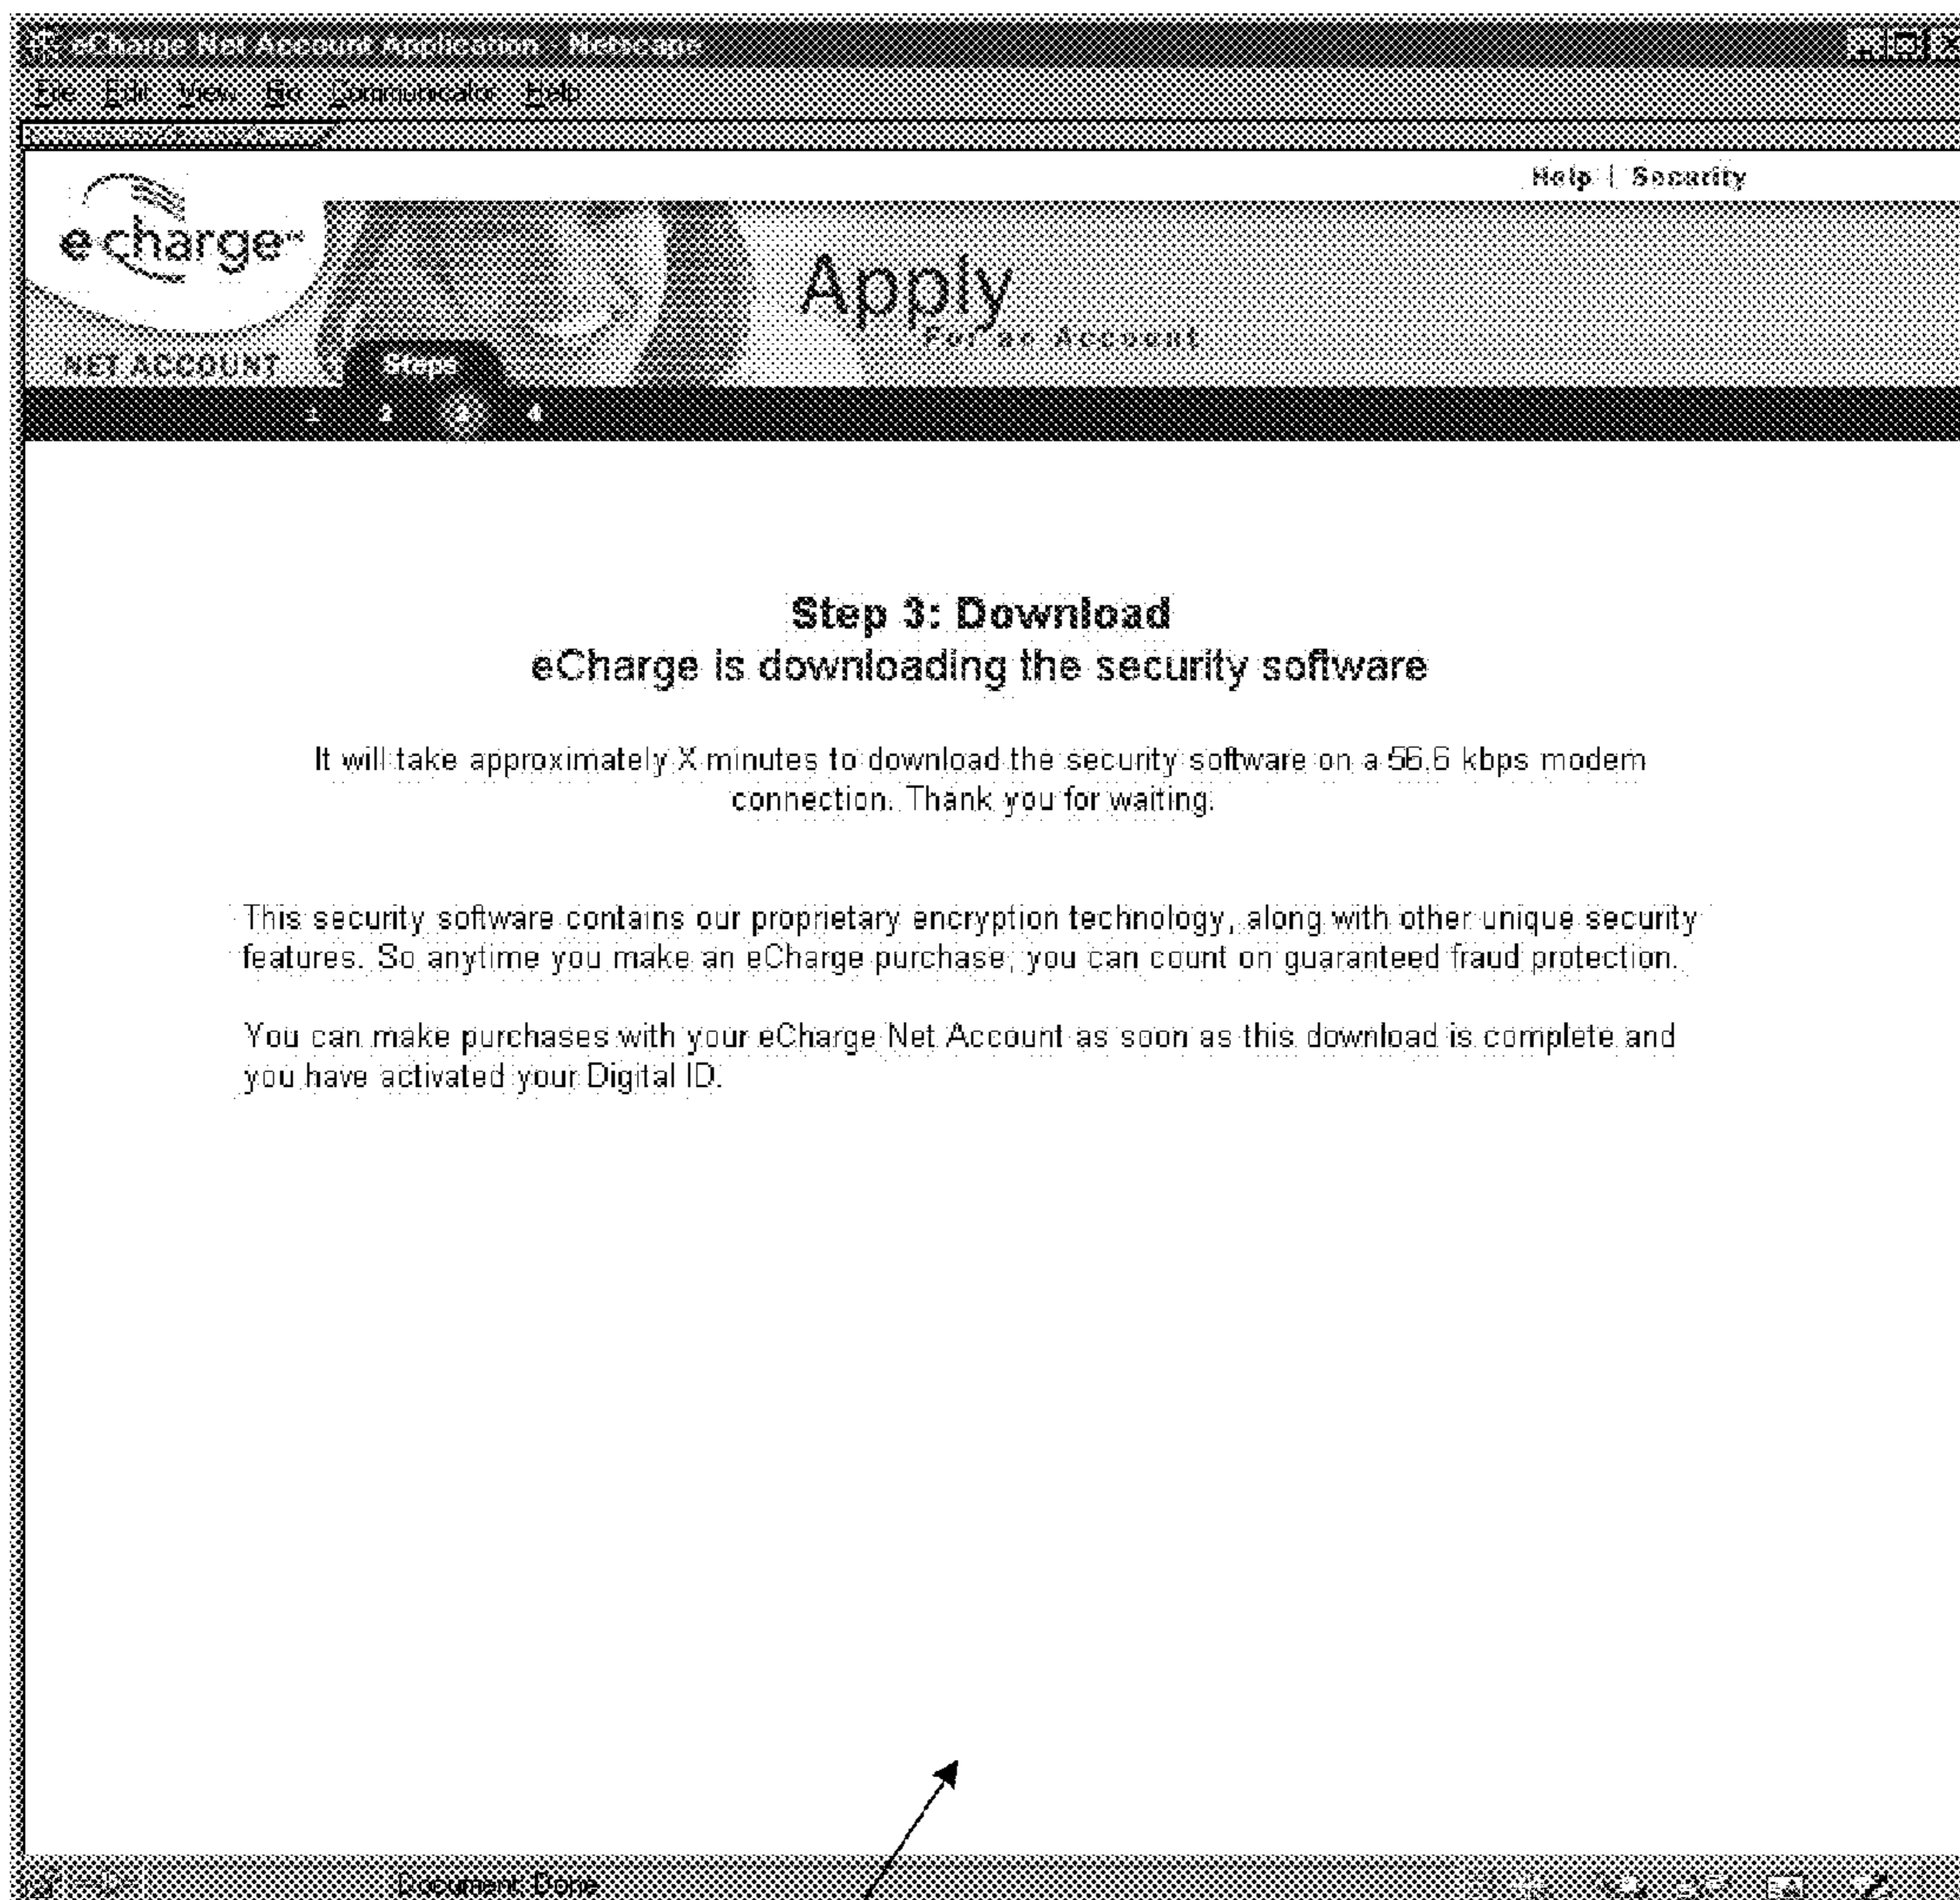 eCharge Net Account Application - Netscape
File Edit View Go Communicator Help
Help | Security
echarge™
Apply
For an Account
NET ACCOUNT
Steps
1 2 3 4
Step 3: Download
eCharge is downloading the security software
It will take approximately X minutes to download the security software on a 56.6 kbps modem
connection. Thank you for waiting.
This security software contains our proprietary encryption technology, along with other unique security
features. So anytime you make an eCharge purchase, you can count on guaranteed fraud protection.
You can make purchases with your eCharge Net Account as soon as this download is complete and
you have activated your Digital ID.
Document: Done